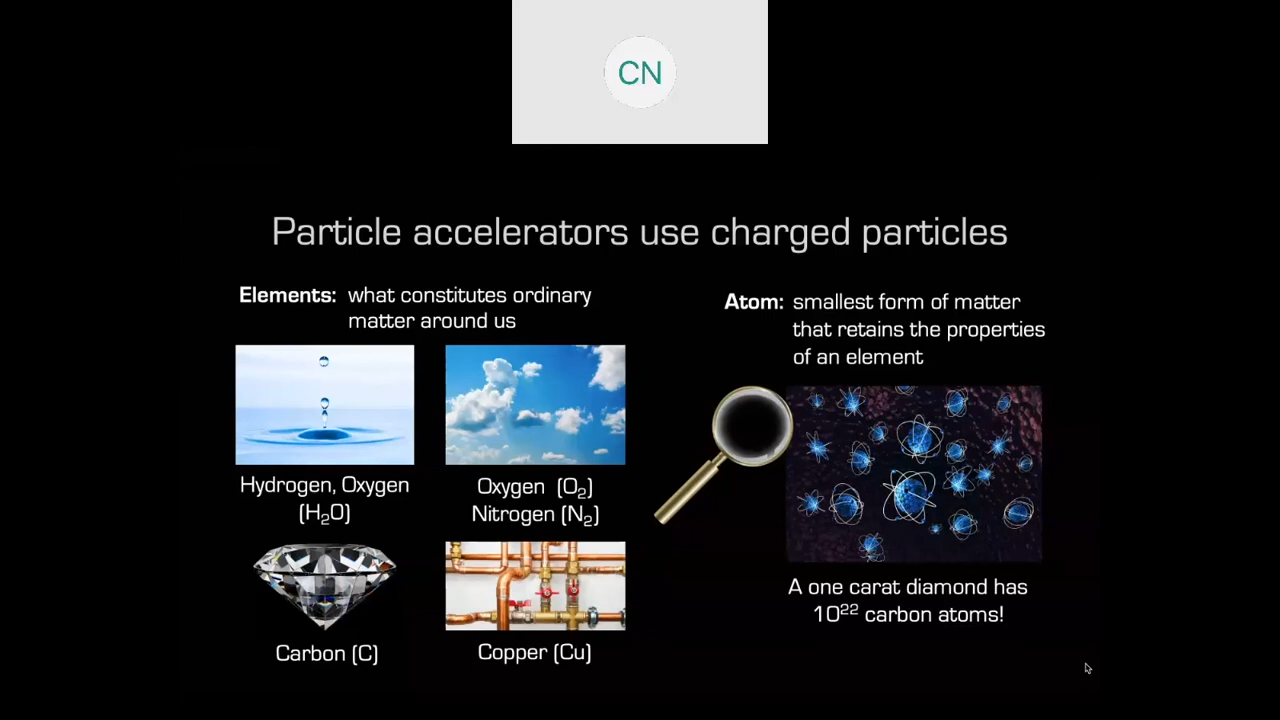 CN
Particle accelerators use charged particles
Elements: what constitutes ordinary
matter around us
Hydrogen, Oxygen
(H₂O)
Oxygen (O₂)
Nitrogen (N₂)
Carbon (C)
Copper (Cu)
Atom: smallest form of matter
that retains the properties
of an element
A one carat diamond has
10²² carbon atoms!